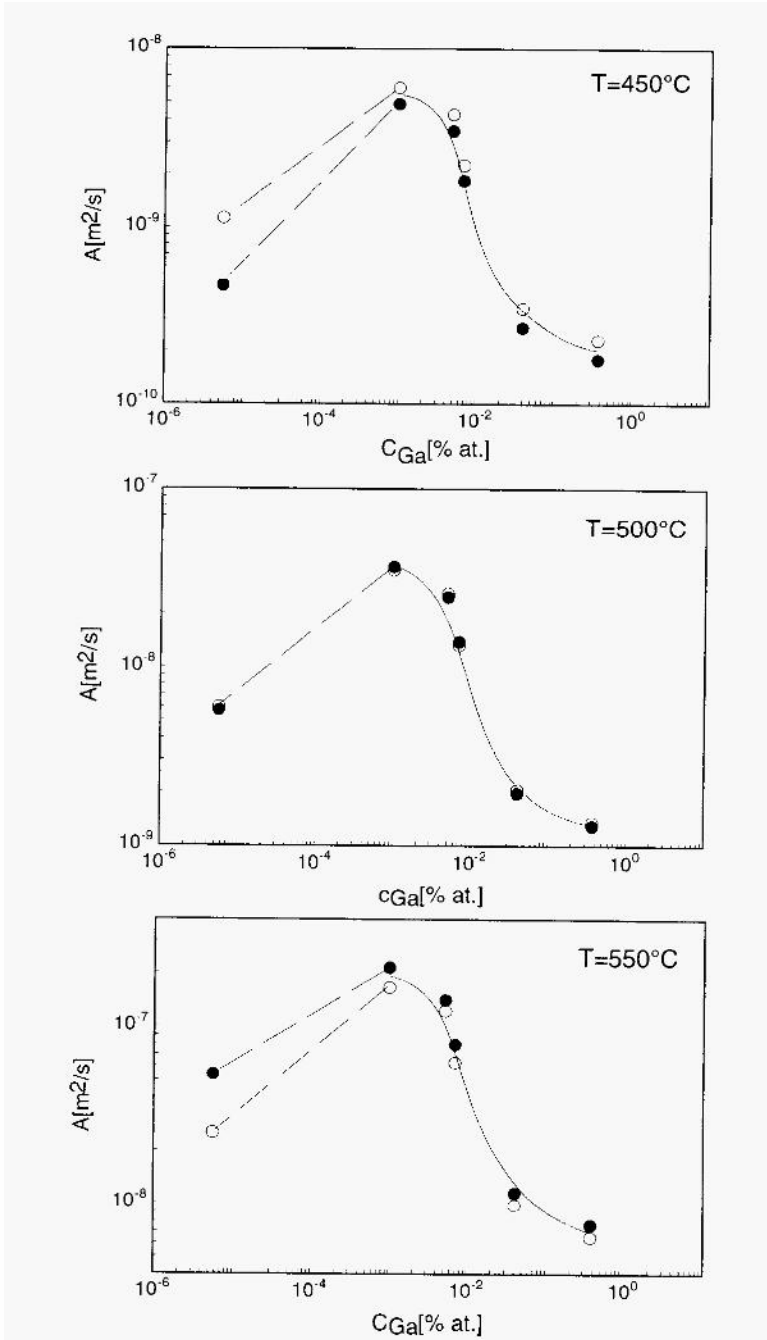 10⁻⁸
T=450°C
A[m2/s]
10⁻⁹
10⁻¹⁰
10⁻⁶
10⁻⁴
10⁻²
10⁰
CGa[% at.]
10⁻⁷
T=500°C
A[m2/s]
10⁻⁸
10⁻⁹
10⁻⁶
10⁻⁴
10⁻²
10⁰
cGa[% at.]
T=550°C
10⁻⁷
A[m2/s]
10⁻⁸
10⁻⁶
10⁻⁴
10⁻²
10⁰
CGa[% at.]